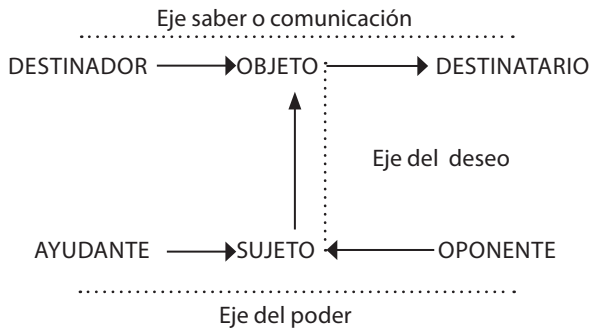 Eje saber o comunicación
DESTINADOR OBJETO DESTINATARIO
Eje del deseo
AYUDANTE SUJETO OPONENTE
Eje del poder